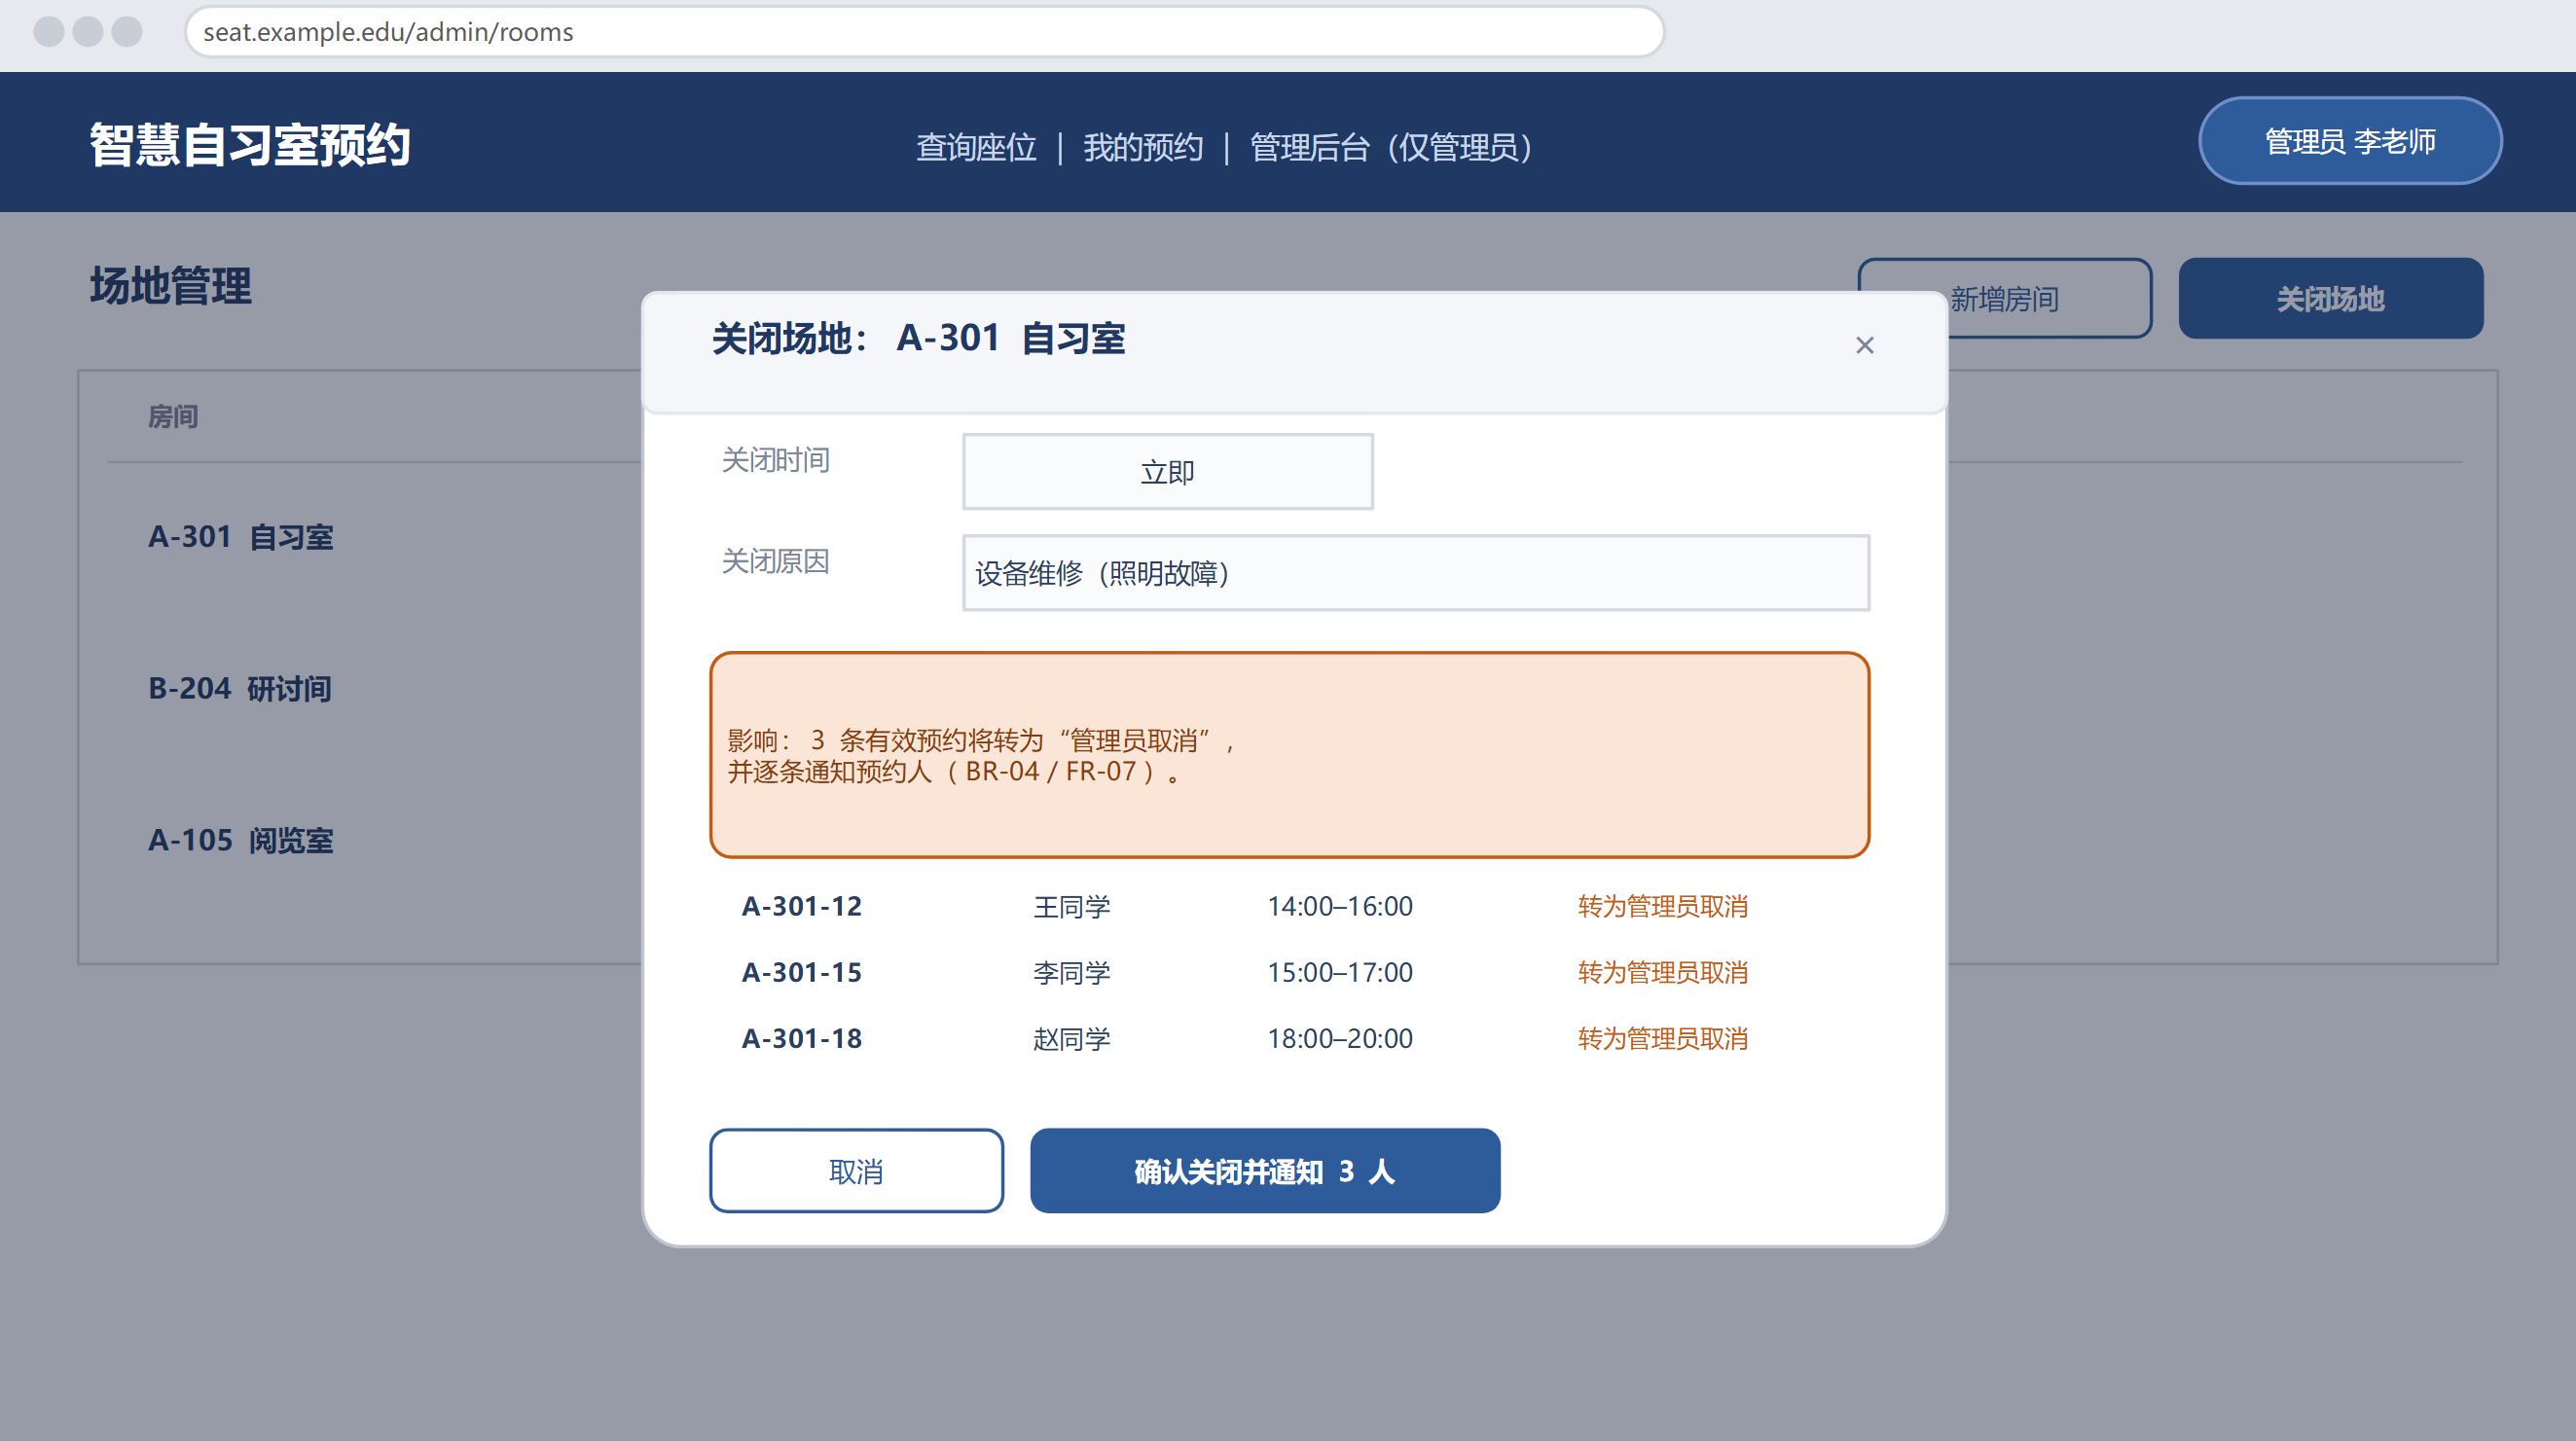 seat.example.edu/admin/rooms
智慧自习室预约
查询座位 | 我的预约 | 管理后台（仅管理员）
管理员 李老师
场地管理
新增房间
关闭场地
关闭场地： A-301 自习室
×
房间
关闭时间
立即
A-301 自习室
关闭原因
设备维修（照明故障）
B-204 研讨间
影响： 3 条有效预约将转为“管理员取消”，
并逐条通知预约人（ BR-04 / FR-07 ）。
A-105 阅览室
A-301-12 王同学 14:00–16:00 转为管理员取消
A-301-15 李同学 15:00–17:00 转为管理员取消
A-301-18 赵同学 18:00–20:00 转为管理员取消
取消
确认关闭并通知 3 人